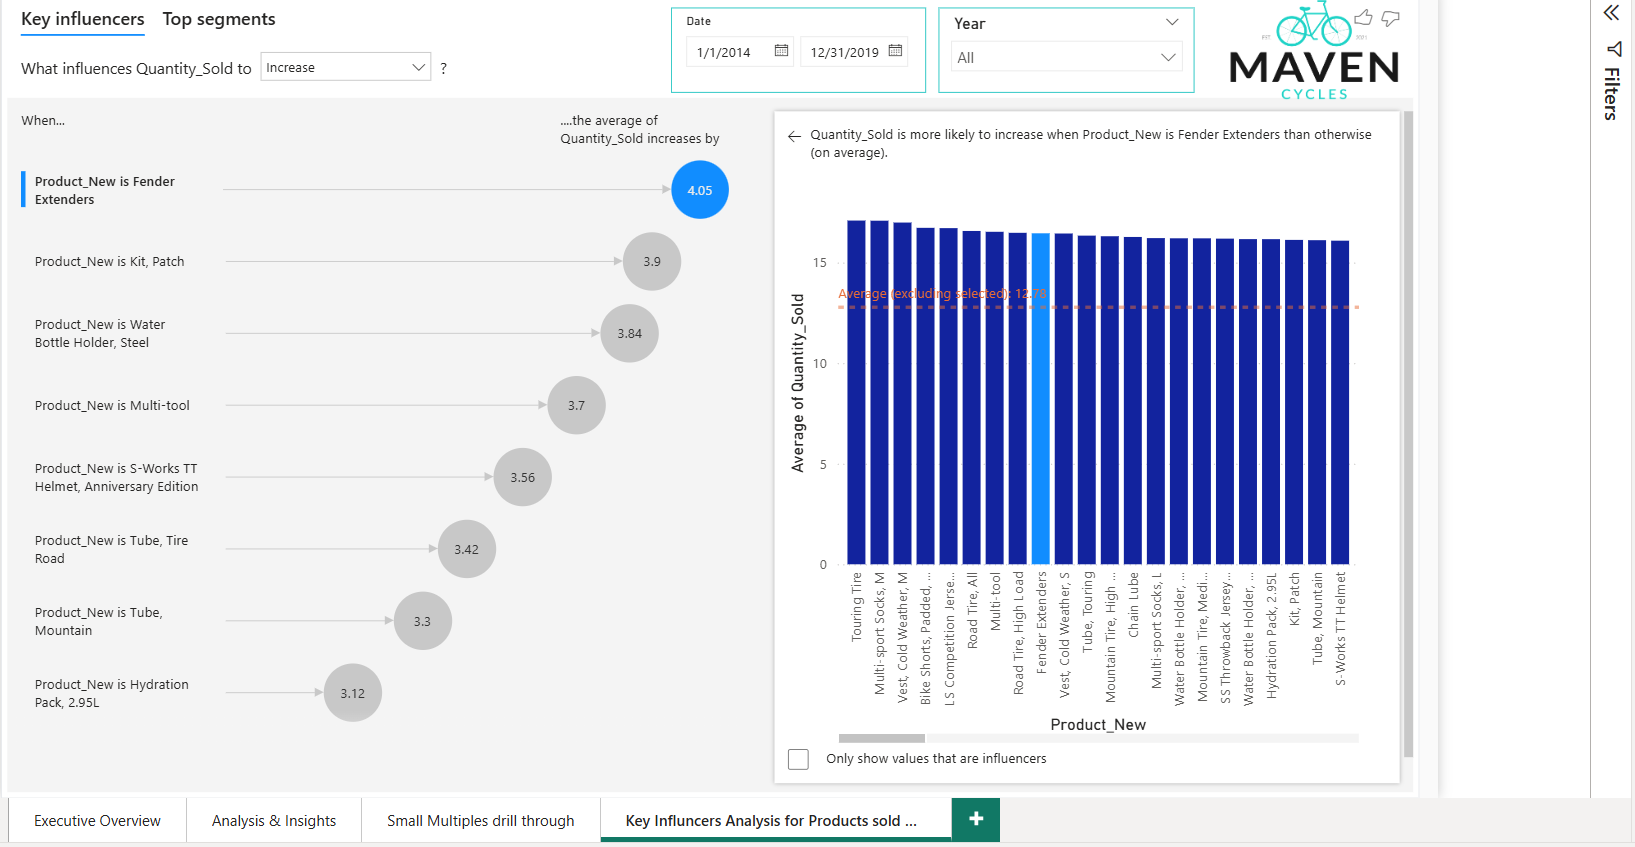 Key influencers Top segments
What influences Quantity_Sold to Increase ?
Date
1/1/2014 12/31/2019
Year
All
MAVEN
CYCLES
Filters
When...
....the average of
Quantity_Sold increases by
Product_New is Fender
Extenders
4.05
Product_New is Kit, Patch
3.9
Product_New is Water
Bottle Holder, Steel
3.84
Product_New is Multi-tool
3.7
Product_New is S-Works TT
Helmet, Anniversary Edition
3.56
Product_New is Tube, Tire
Road
3.42
Product_New is Tube,
Mountain
3.3
Product_New is Hydration
Pack, 2.95L
3.12
Quantity_Sold is more likely to increase when Product_New is Fender Extenders than otherwise
(on average).
Average of Quantity_Sold
15
10
5
0
Average (excluding selected): 12.78
Touring Tire
Multi-sport Socks, M
Vest, Cold Weather, M
Bike Shorts, Padded, ...
LS Competition Jerse...
Road Tire, All
Multi-tool
Road Tire, High Load
Fender Extenders
Vest, Cold Weather, S
Tube, Touring
Mountain Tire, High ...
Chain Lube
Multi-sport Socks, L
Water Bottle Holder, ...
Mountain Tire, Medi...
SS Throwback Jersey...
Water Bottle Holder, ...
Hydration Pack, 2.95L
Kit, Patch
Tube, Mountain
S-Works TT Helmet
Product_New
Only show values that are influencers
Executive Overview
Analysis & Insights
Small Multiples drill through
Key Influncers Analysis for Products sold ...
+